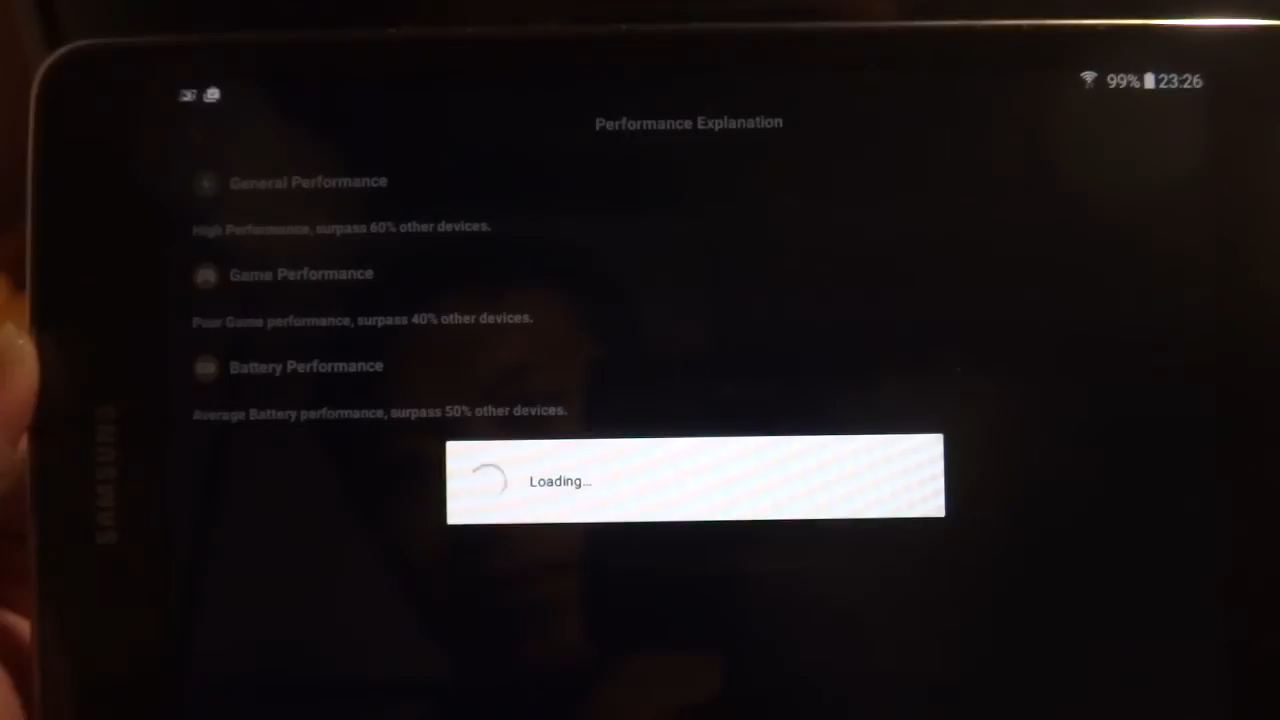 99% 23:26
Performance Explanation
General Performance
High Performance, surpass 60% other devices.
Game Performance
Poor Game performance, surpass 40% other devices.
Battery Performance
Average Battery performance, surpass 50% other devices.
Loading...
SAMSUNG